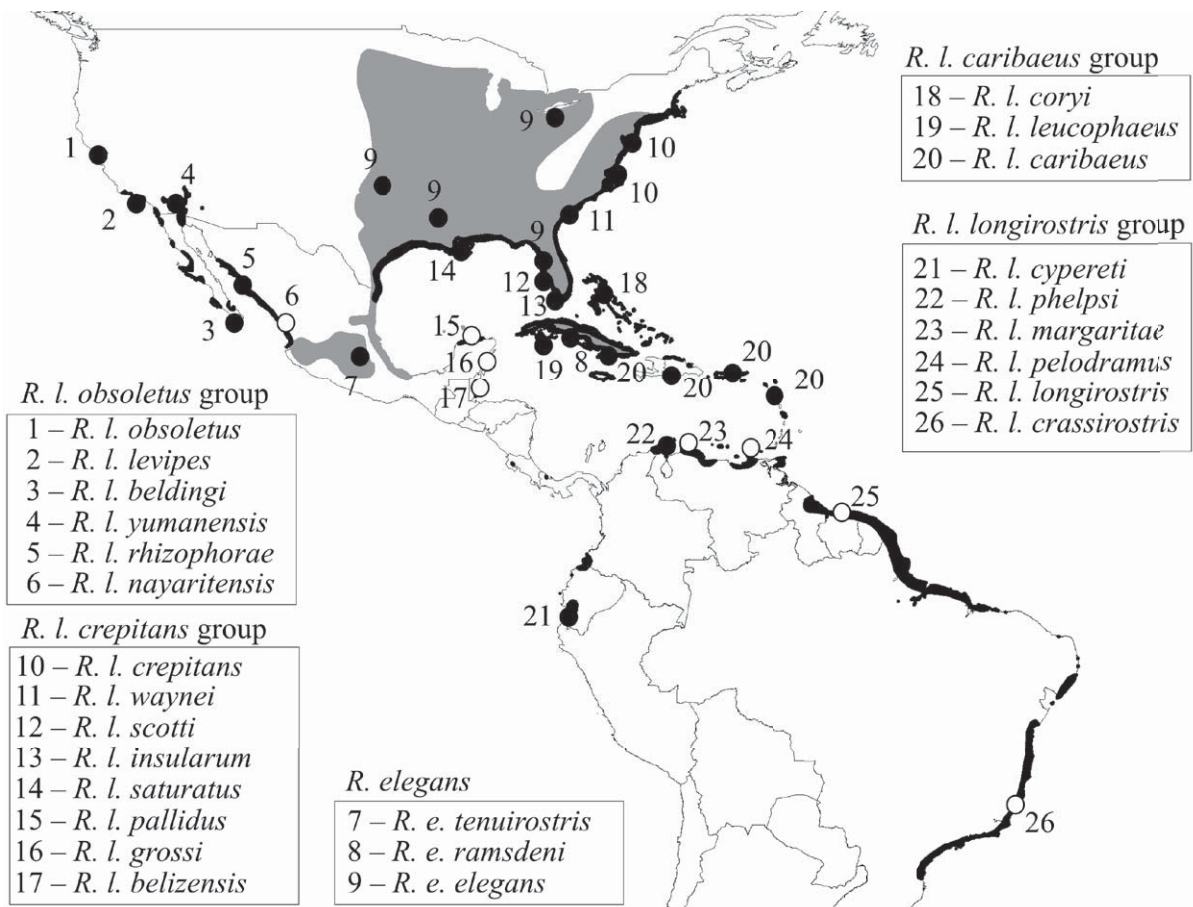 R. l. caribaeus group
18 – R. l. coryi
19 – R. l. leucophaeus
20 – R. l. caribaeus
R. l. longirostris group
21 – R. l. cypereti
22 – R. l. phelpsi
23 – R. l. margaritae
24 – R. l. pelodramus
25 – R. l. longirostris
26 – R. l. crassirostris
R. l. obsoletus group
1 – R. l. obsoletus
2 – R. l. levipes
3 – R. l. beldingi
4 – R. l. yumanensis
5 – R. l. rhizophorae
6 – R. l. nayaritensis
R. l. crepitans group
10 – R. l. crepitans
11 – R. l. waynei
12 – R. l. scotti
13 – R. l. insularum
14 – R. l. saturatus
15 – R. l. pallidus
16 – R. l. grossi
17 – R. l. belizensis
R. elegans
7 – R. e. tenuirostris
8 – R. e. ramsdeni
9 – R. e. elegans
9
10
1
9
4
10
2
9
11
9
14
5
12
18
13
6
3
15
16
19
8
20
20
20
20
7
17
22
23
24
25
21
26